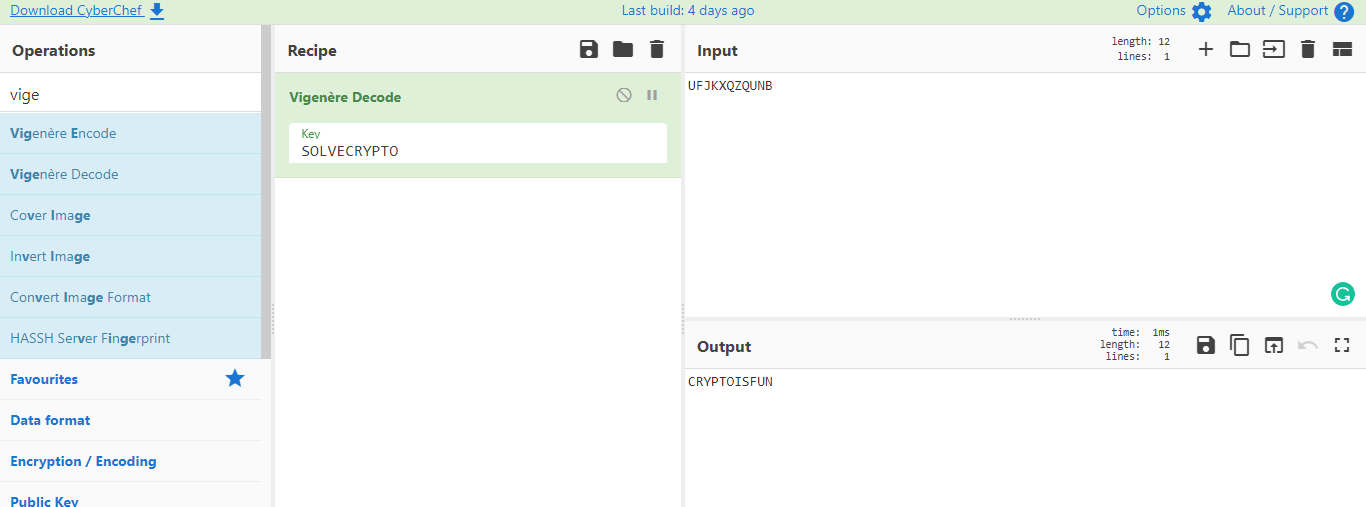 Download CyberChef
Last build: 4 days ago
Options
About / Support
Operations
vige
Vigenère Encode
Vigenère Decode
Cover Image
Invert Image
Convert Image Format
HASSH Server Fingerprint
Favourites
Data format
Encryption / Encoding
Public Key
Recipe
Vigenère Decode
Key
SOLVECRYPTO
Input
length: 12
lines: 1
UFJKXQZQUNB
Output
time: 1ms
length: 12
lines: 1
CRYPTOISFUN